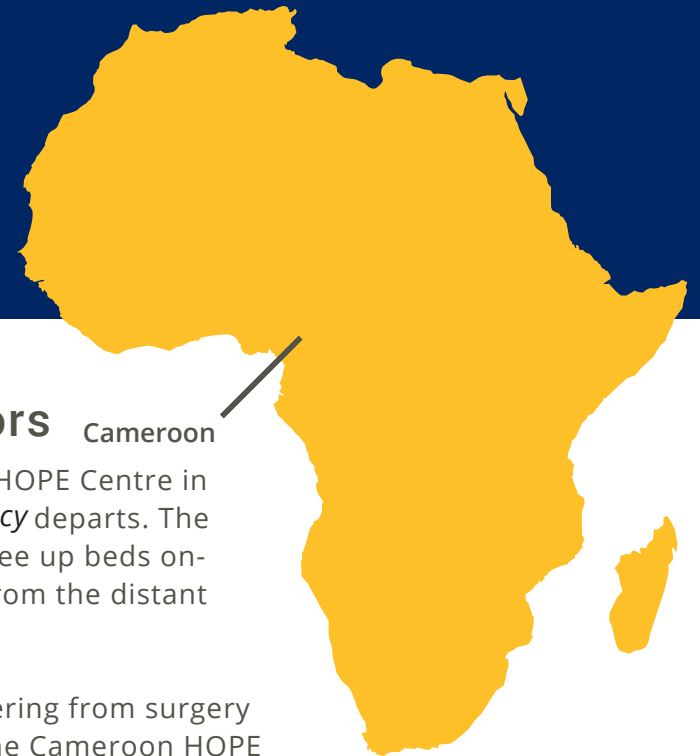 ors
Cameroon
HOPE Centre in
cy departs. The
ee up beds on-
rom the distant
ering from surgery
he Cameroon HOPE